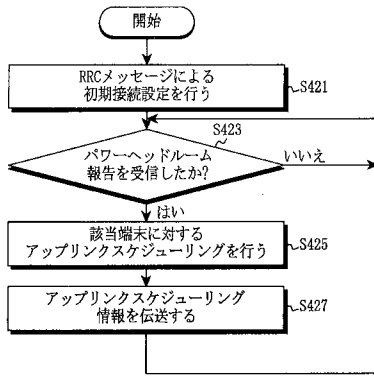 開始
RRCメッセージによる
初期接続設定を行う
S421
S423
パワーヘッドルーム
報告を受信したか?
いいえ
はい
該当端末に対する
アップリンクスケジューリングを行う
S425
アップリンクスケジューリング
情報を伝送する
S427